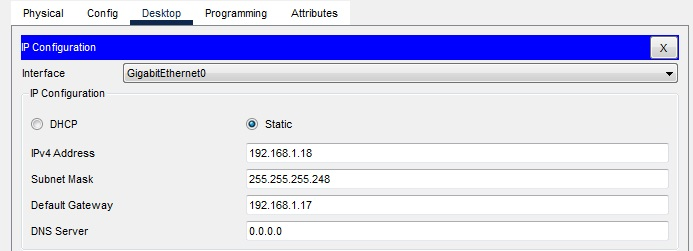 Physical Config Desktop Programming Attributes
IP Configuration X
Interface GigabitEthernet0
IP Configuration
DHCP Static
IPv4 Address 192.168.1.18
Subnet Mask 255.255.255.248
Default Gateway 192.168.1.17
DNS Server 0.0.0.0